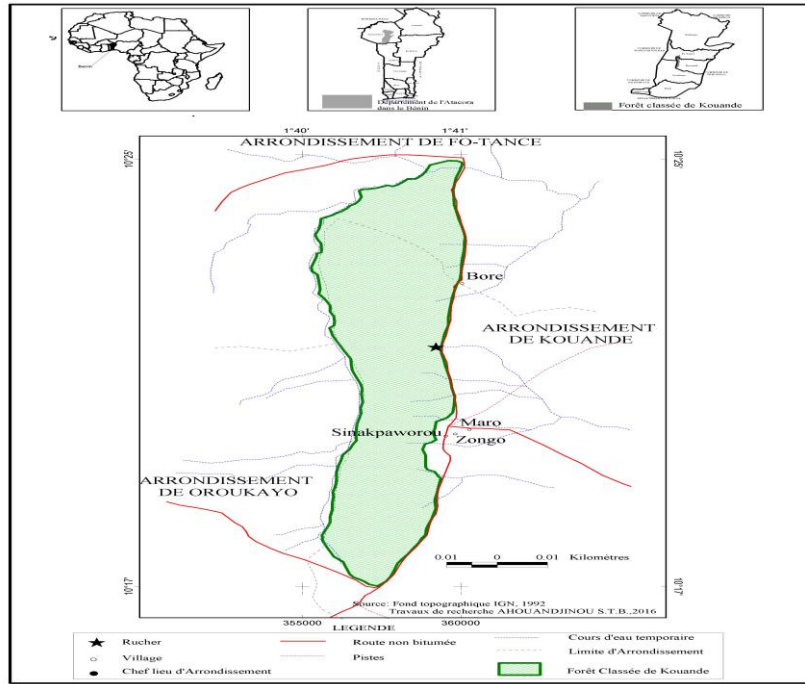 Département de l'Atacora
dans le Bénin
Forêt classée de Kouande
1°40'
1°41'
ARRONDISSEMENT DE FO-TANCE
10°25'
10°25'
Bore
ARRONDISSEMENT
DE KOUANDE
Maro
Sinakpaworou
Zongo
ARRONDISSEMENT
DE OROUKAYO
0.01 0 0.01 Kilomètres
10°17'
10°17'
Source: Fond topographique IGN, 1992
Travaux de recherche AHOUANDJINOU S.T.B.,2016
355000
360000
LEGENDE
Rucher
Route non bitumée
Cours d'eau temporaire
Village
Pistes
Limite d'Arrondissement
Chef lieu d'Arrondissement
Forêt Classée de Kouande